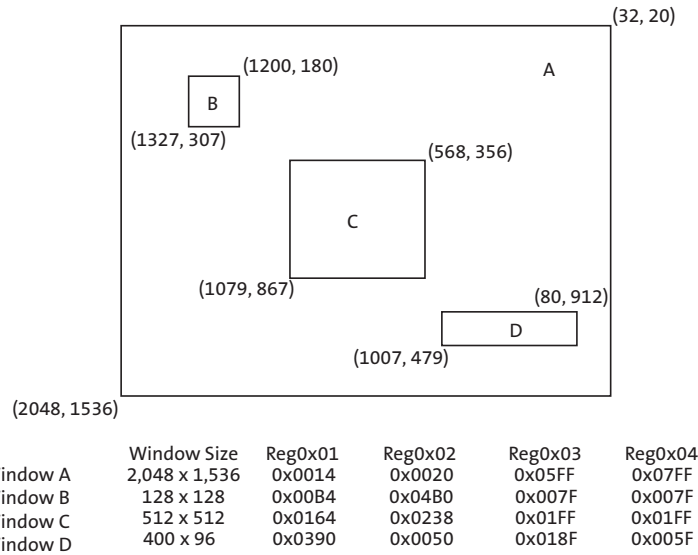 (32, 20)
A
(1200, 180)
B
(1327, 307)
(568, 356)
C
(1079, 867)
(80, 912)
D
(1007, 479)
(2048, 1536)
Window Size Reg0x01 Reg0x02 Reg0x03 Reg0x04
indow A 2,048 x 1,536 0x0014 0x0020 0x05FF 0x07FF
indow B 128 x 128 0x00B4 0x04B0 0x007F 0x007F
indow C 512 x 512 0x0164 0x0238 0x01FF 0x01FF
indow D 400 x 96 0x0390 0x0050 0x018F 0x005F